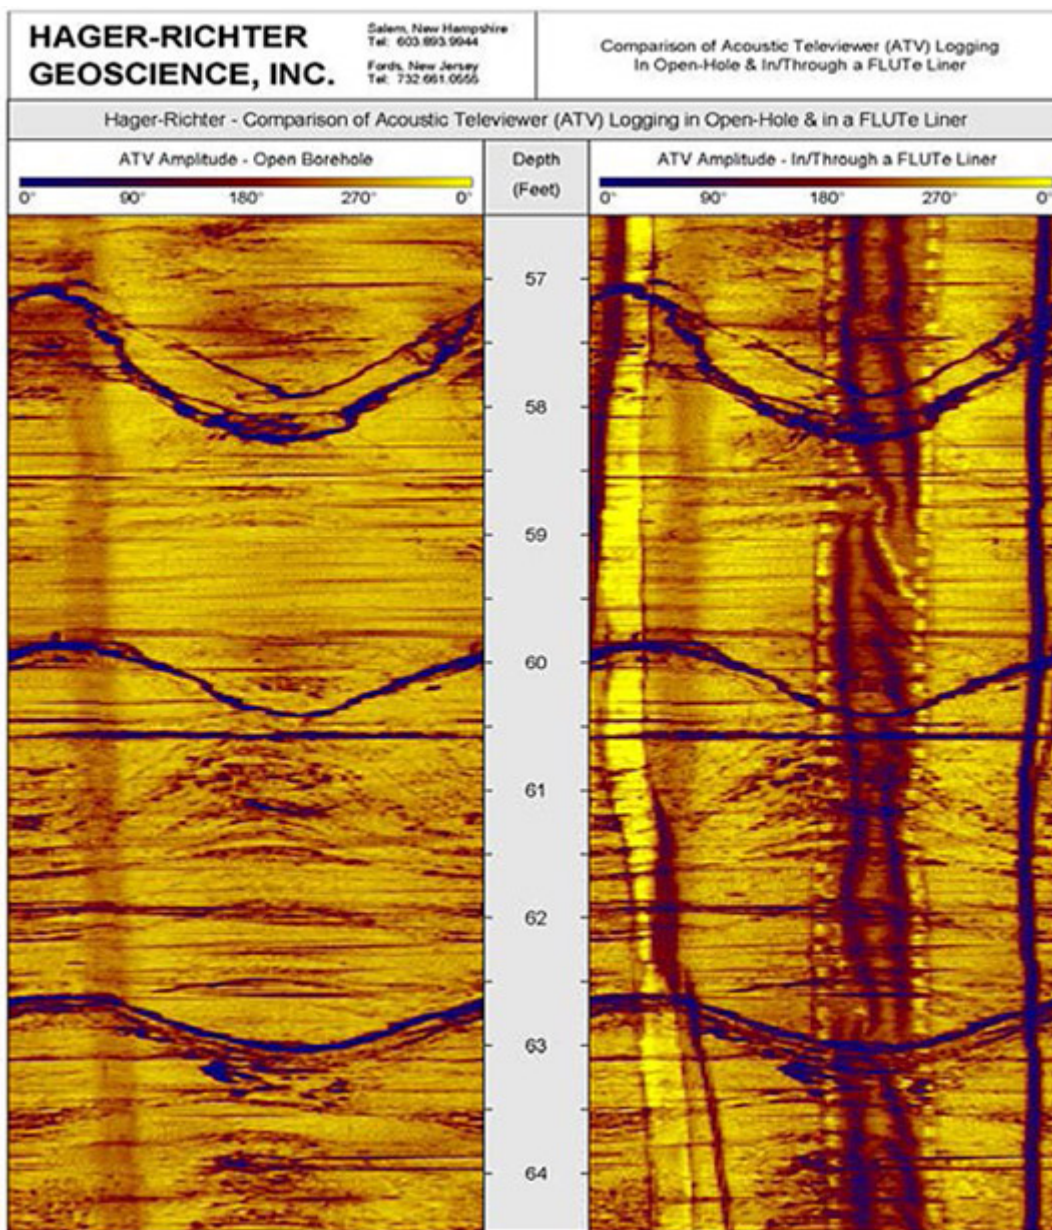 HAGER-RICHTER
GEOSCIENCE, INC.
Salem, New Hampshire
Tel: 603.893.9944
Fords, New Jersey
Tel: 732.661.0555
Comparison of Acoustic Televiewer (ATV) Logging
In Open-Hole & In/Through a FLUTe Liner
Hager-Richter - Comparison of Acoustic Televiewer (ATV) Logging in Open-Hole & in a FLUTe Liner
ATV Amplitude - Open Borehole
0° 90° 180° 270° 0°
Depth
(Feet)
ATV Amplitude - In/Through a FLUTe Liner
0° 90° 180° 270° 0°
57
58
59
60
61
62
63
64